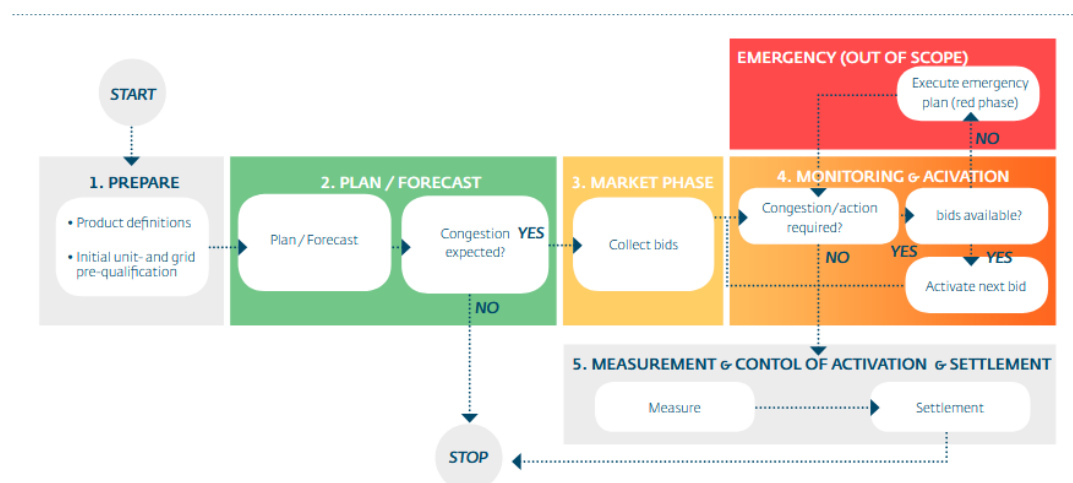 EMERGENCY (OUT OF SCOPE)
Execute emergency
plan (red phase)
NO
START
1. PREPARE
• Product definitions
• Initial unit- and grid
pre-qualification
2. PLAN / FORECAST
Plan / Forecast
Congestion
expected?
YES
NO
3. MARKET PHASE
Collect bids
4. MONITORING & ACIVATION
Congestion/action
required?
YES
NO
bids available?
YES
Activate next bid
5. MEASUREMENT & CONTOL OF ACTIVATION & SETTLEMENT
Measure
Settlement
STOP